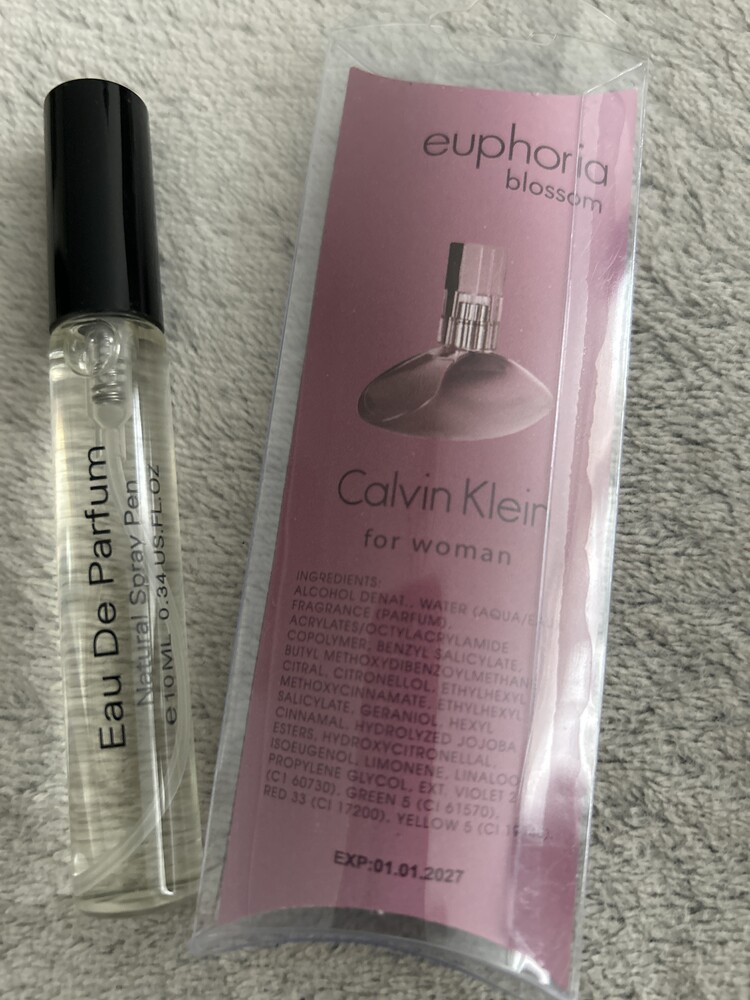 Eau De Parfum
Natural Spray Pen
e 10ML 0.34 US.FL.OZ
euphoria
blossom
Calvin Klein
for woman
INGREDIENTS:
ALCOHOL DENAT., WATER (AQUA/EAU
FRAGRANCE (PARFUM),
ACRYLATES/OCTYLACRYLAMIDE
COPOLYMER, BENZYL SALICYLATE,
BUTYL METHOXYDIBENZOYLMETHAN
CITRAL, CITRONELLOL, ETHYLHEXYL
METHOXYCINNAMATE, ETHYLHEXYL
SALICYLATE, GERANIOL, HEXYL
CINNAMAL, HYDROLYZED JOJOBA
ESTERS, HYDROXYCITRONELLAL,
ISOEUGENOL, LIMONENE, LINALOO
PROPYLENE GLYCOL, EXT. VIOLET 2
(CI 60730). GREEN 5 (CI 61570).
RED 33 (CI 17200). YELLOW 5 (CI
EXP:01.01.2027